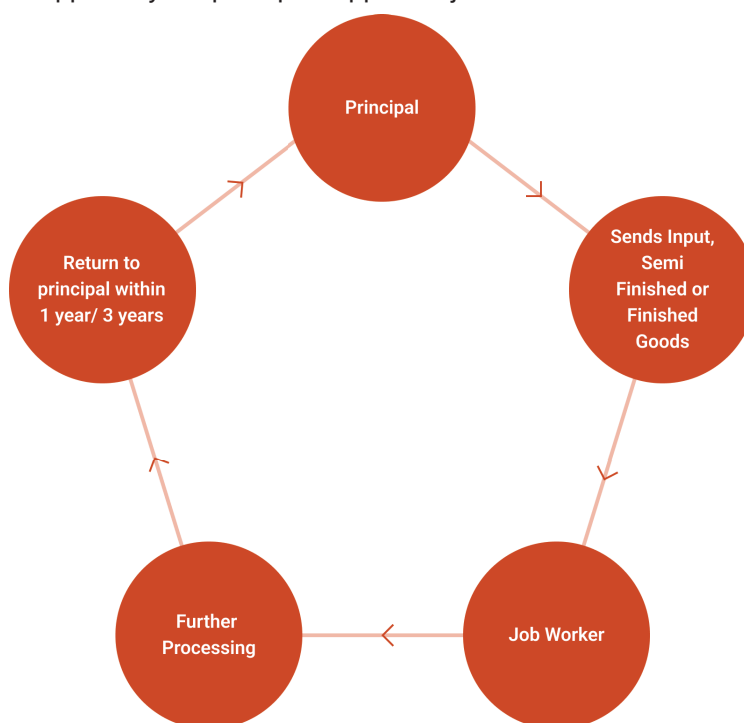 Principal
Sends Input,
Semi
Finished or
Finished
Goods
Job Worker
Further
Processing
Return to
principal within
1 year/ 3 years